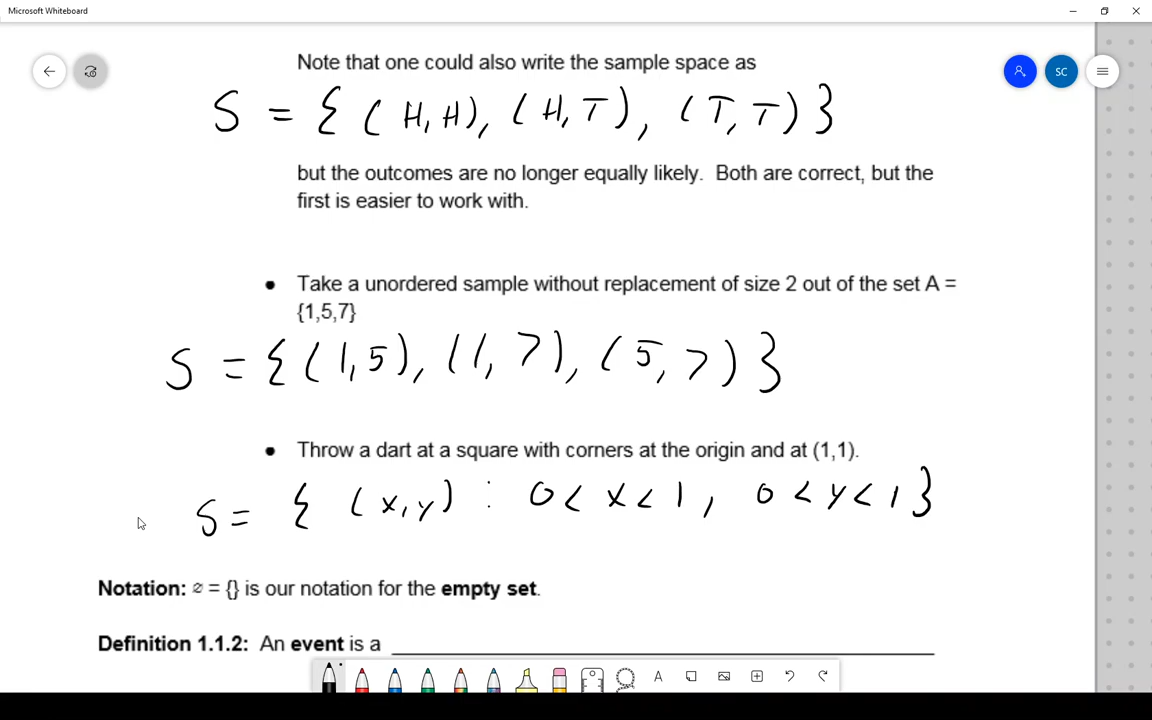 Microsoft Whiteboard
Note that one could also write the sample space as
S = { ( H, H), ( H, T ) , ( T, T ) }
but the outcomes are no longer equally likely. Both are correct, but the
first is easier to work with.
SC
• Take a unordered sample without replacement of size 2 out of the set A =
{1,5,7}
S = { ( 1, 5 ), ( 1, 7 ), ( 5, 7 ) }
• Throw a dart at a square with corners at the origin and at (1,1).
S = { ( x, y ) : 0 < x < 1 , 0 < y < 1 }
Notation: ∅ = {} is our notation for the empty set.
Definition 1.1.2: An event is a
A